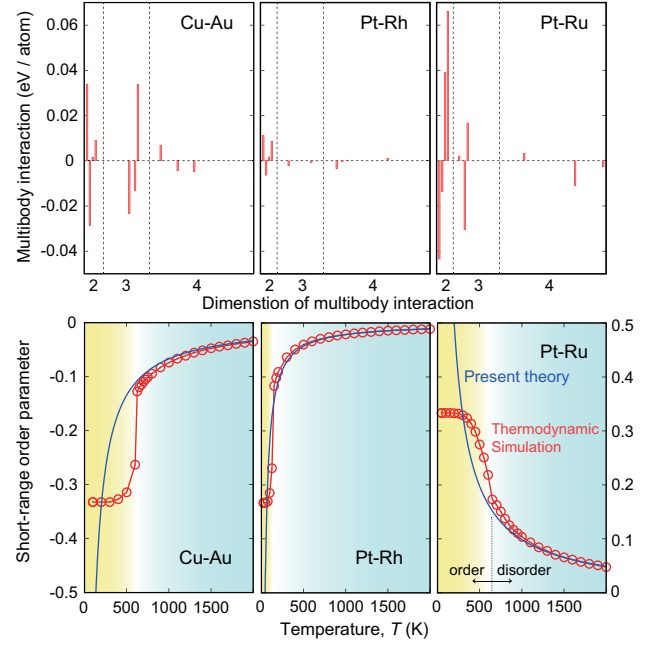 Cu-Au
Pt-Rh
Pt-Ru
Multibody interaction (eV / atom)
0.06
0.04
0.02
0
-0.02
-0.04
2 3 4
2 3 4
2 3 4
Dimenstion of multibody interaction
Short-range order parameter
0
-0.1
-0.2
-0.3
-0.4
-0.5
Cu-Au
Pt-Rh
Pt-Ru
Present theory
Thermodynamic
Simulation
order
disorder
0.5
0.4
0.3
0.2
0.1
0
0 500 1000 1500
0 500 1000 1500
500 1000 1500
Temperature, T (K)